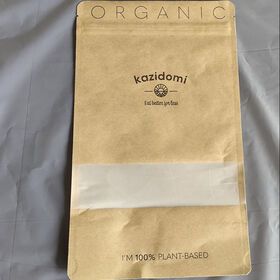 ORGANIC
kazidomi
Eat better for less
I'M 100% PLANT-BASED